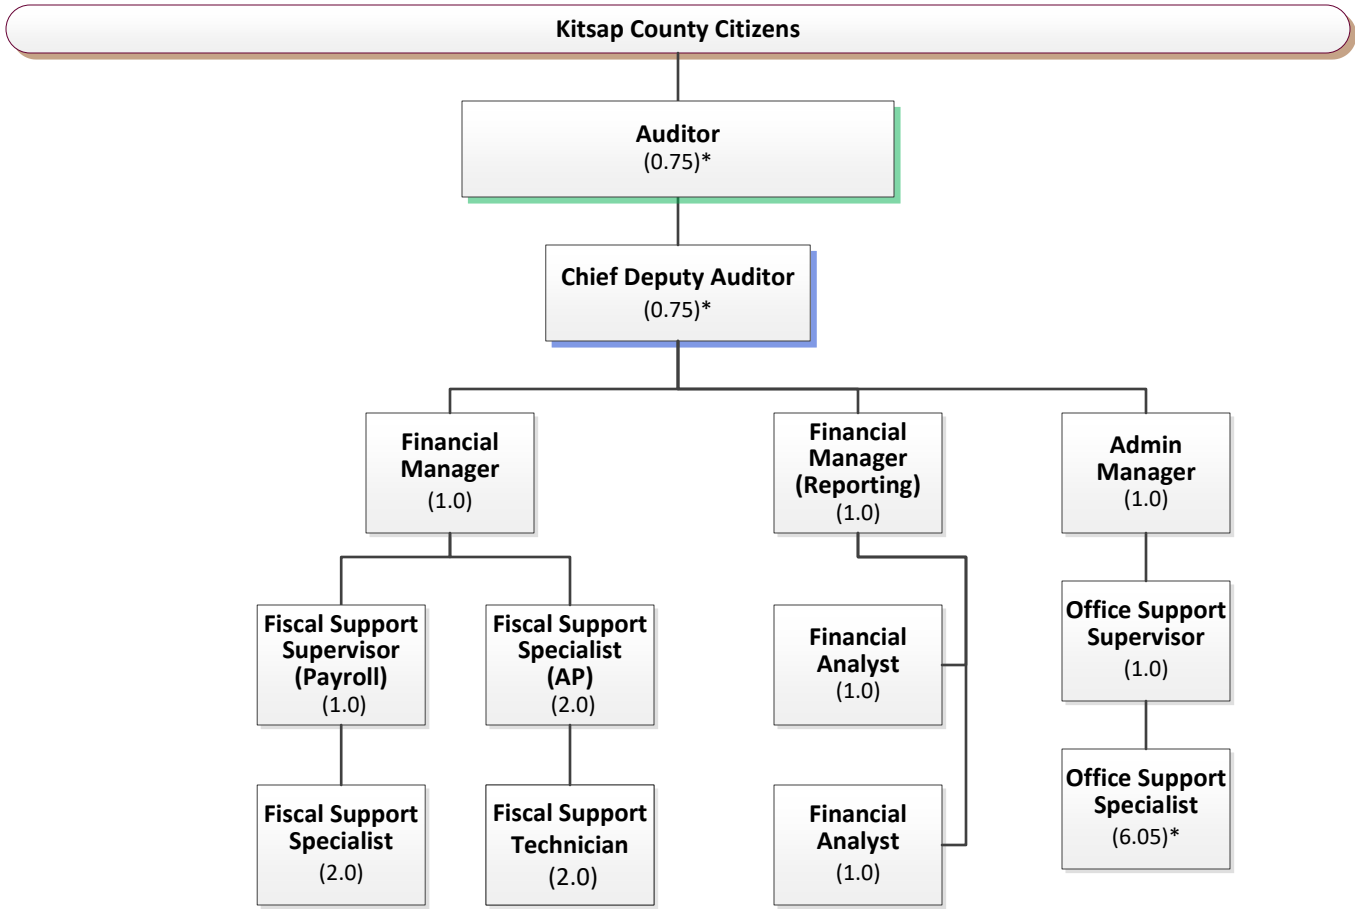 Kitsap County Citizens
Auditor
(0.75)*
Chief Deputy Auditor
(0.75)*
Financial
Manager
(1.0)
Financial
Manager
(Reporting)
(1.0)
Admin
Manager
(1.0)
Fiscal Support
Supervisor
(Payroll)
(1.0)
Fiscal Support
Specialist
(AP)
(2.0)
Financial
Analyst
(1.0)
Office Support
Supervisor
(1.0)
Fiscal Support
Specialist
(2.0)
Fiscal Support
Technician
(2.0)
Financial
Analyst
(1.0)
Office Support
Specialist
(6.05)*